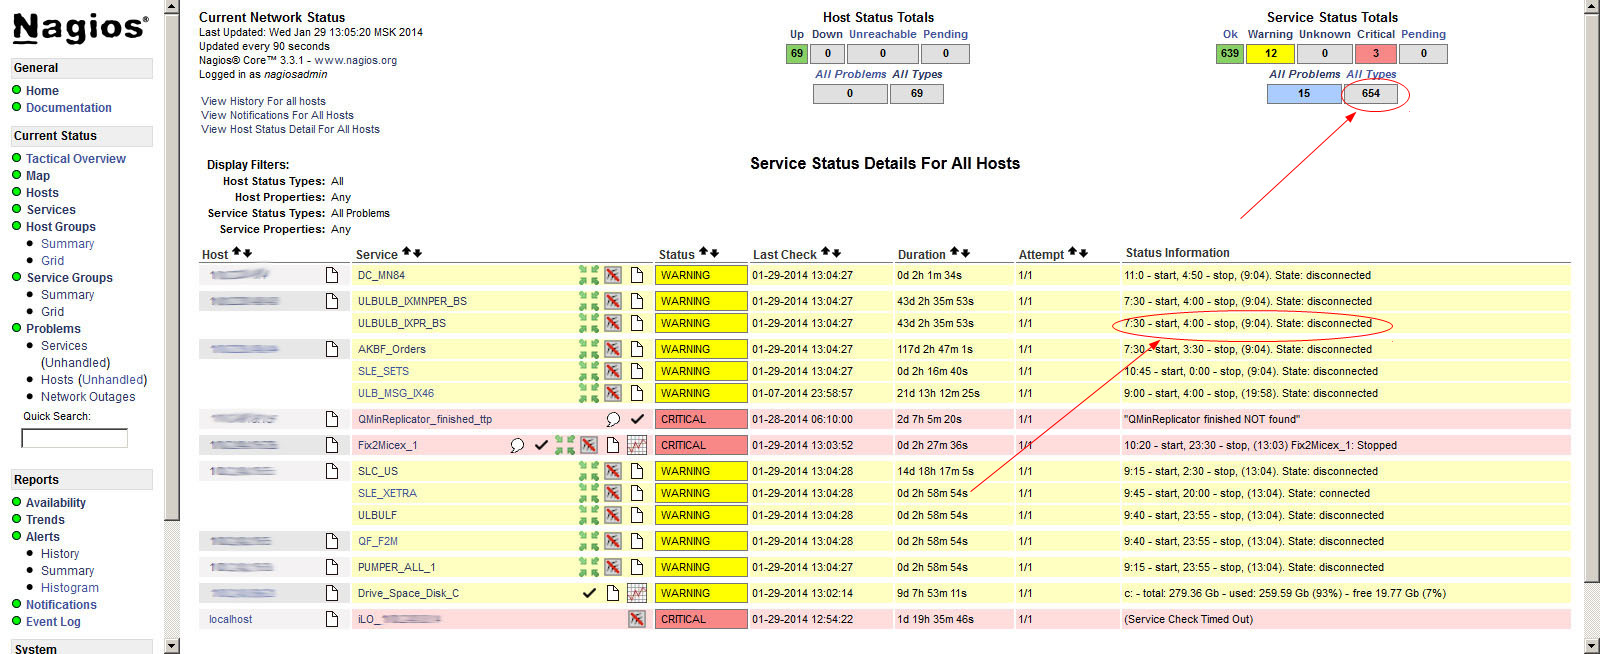 Nagios®
General
Home
Documentation
Current Status
Tactical Overview
Map
Hosts
Services
Host Groups
Summary
Grid
Service Groups
Summary
Grid
Problems
Services
(Unhandled)
Hosts (Unhandled)
Network Outages
Quick Search:
Reports
Availability
Trends
Alerts
History
Summary
Histogram
Notifications
Event Log
System
Current Network Status
Last Updated: Wed Jan 29 13:05:20 MSK 2014
Updated every 90 seconds
Nagios® Core™ 3.3.1 - www.nagios.org
Logged in as nagiosadmin
View History For all hosts
View Notifications For All Hosts
View Host Status Detail For All Hosts
Host Status Totals
Up Down Unreachable Pending
69 0 0 0
All Problems All Types
0 69
Service Status Totals
Ok Warning Unknown Critical Pending
639 12 0 3 0
All Problems All Types
15 654
Display Filters:
Host Status Types: All
Host Properties: Any
Service Status Types: All Problems
Service Properties: Any
Service Status Details For All Hosts
Host Service Status Last Check Duration Attempt Status Information
DC_MN84 WARNING 01-29-2014 13:04:27 0d 2h 1m 34s 1/1 11:0 - start, 4:50 - stop, (9:04). State: disconnected
ULBULB_IXMNPER_BS WARNING 01-29-2014 13:04:27 43d 2h 35m 53s 1/1 7:30 - start, 4:00 - stop, (9:04). State: disconnected
ULBULB_IXPR_BS WARNING 01-29-2014 13:04:27 43d 2h 35m 53s 1/1 7:30 - start, 4:00 - stop, (9:04). State: disconnected
AKBF_Orders WARNING 01-29-2014 13:04:27 117d 2h 47m 1s 1/1 7:30 - start, 3:30 - stop, (9:04). State: disconnected
SLE_SETS WARNING 01-29-2014 13:04:27 0d 2h 16m 40s 1/1 10:45 - start, 0:00 - stop, (9:04). State: disconnected
ULB_MSG_IX46 WARNING 01-07-2014 23:58:57 21d 13h 12m 25s 1/1 9:00 - start, 4:00 - stop, (19:58). State: disconnected
QMinReplicator_finished_ttp CRITICAL 01-28-2014 06:10:00 2d 7h 5m 20s 1/1 "QMinReplicator finished NOT found"
Fix2Micex_1 CRITICAL 01-29-2014 13:03:52 0d 2h 27m 36s 1/1 10:20 - start, 23:30 - stop, (13:03) Fix2Micex_1: Stopped
SLC_US WARNING 01-29-2014 13:04:28 14d 18h 17m 5s 1/1 9:15 - start, 2:30 - stop, (13:04). State: disconnected
SLE_XETRA WARNING 01-29-2014 13:04:28 0d 2h 58m 54s 1/1 9:45 - start, 20:00 - stop, (13:04). State: connected
ULBULF WARNING 01-29-2014 13:04:28 0d 2h 58m 54s 1/1 9:40 - start, 23:55 - stop, (13:04). State: disconnected
QF_F2M WARNING 01-29-2014 13:04:28 0d 2h 58m 54s 1/1 9:40 - start, 23:55 - stop, (13:04). State: disconnected
PUMPER_ALL_1 WARNING 01-29-2014 13:04:28 0d 2h 58m 54s 1/1 9:15 - start, 23:55 - stop, (13:04). State: disconnected
Drive_Space_Disk_C WARNING 01-29-2014 13:02:14 9d 7h 53m 11s 1/1 c: - total: 279.36 Gb - used: 259.59 Gb (93%) - free 19.77 Gb (7%)
localhost iLO_ CRITICAL 01-29-2014 12:54:22 1d 19h 35m 46s 1/1 (Service Check Timed Out)